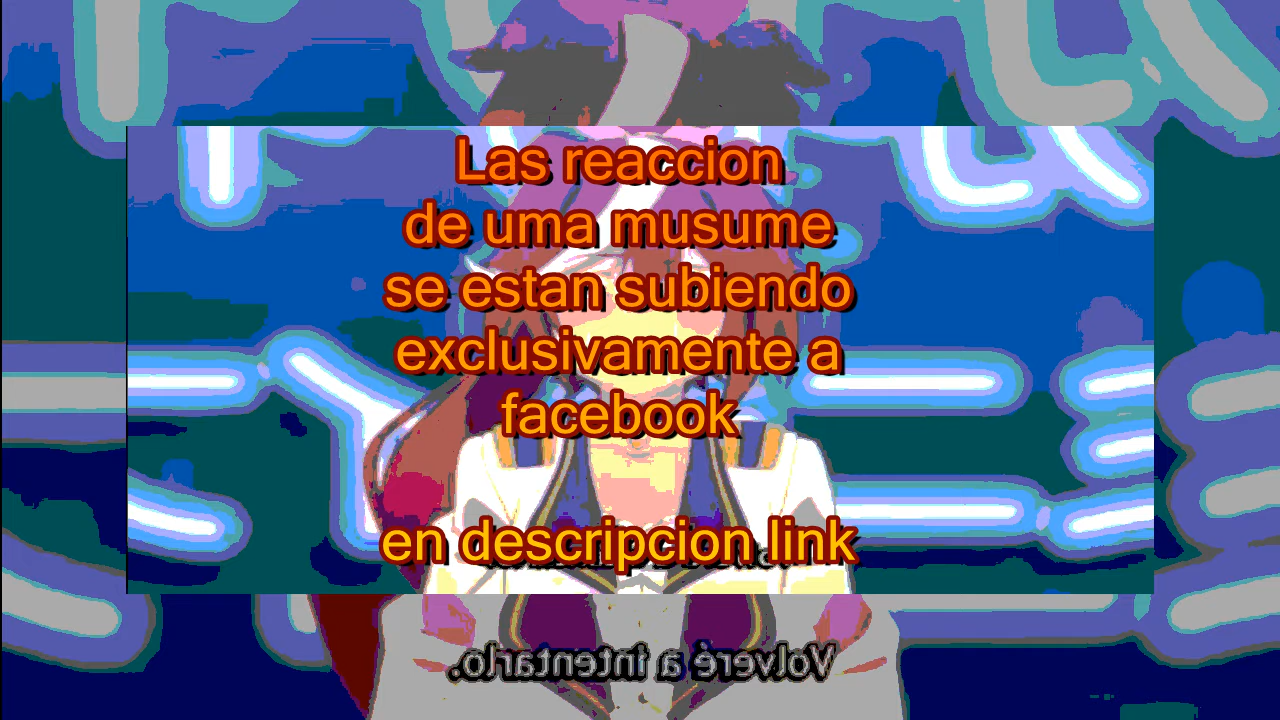 Las reaccion
de uma musume
se estan subiendo
exclusivamente a
facebook
en descripcion link
Volveré a intentarlo.